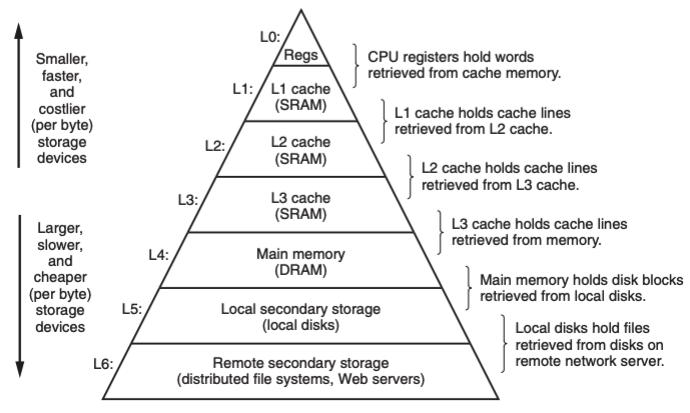 L0:
Regs
CPU registers hold words
retrieved from cache memory.
Smaller,
faster,
and
costlier
(per byte)
storage
devices
L1:
L1 cache
(SRAM)
L1 cache holds cache lines
retrieved from L2 cache.
L2:
L2 cache
(SRAM)
L2 cache holds cache lines
retrieved from L3 cache.
L3:
L3 cache
(SRAM)
L3 cache holds cache lines
retrieved from memory.
Larger,
slower,
and
cheaper
(per byte)
storage
devices
L4:
Main memory
(DRAM)
Main memory holds disk blocks
retrieved from local disks.
L5:
Local secondary storage
(local disks)
Local disks hold files
retrieved from disks on
remote network server.
L6:
Remote secondary storage
(distributed file systems, Web servers)